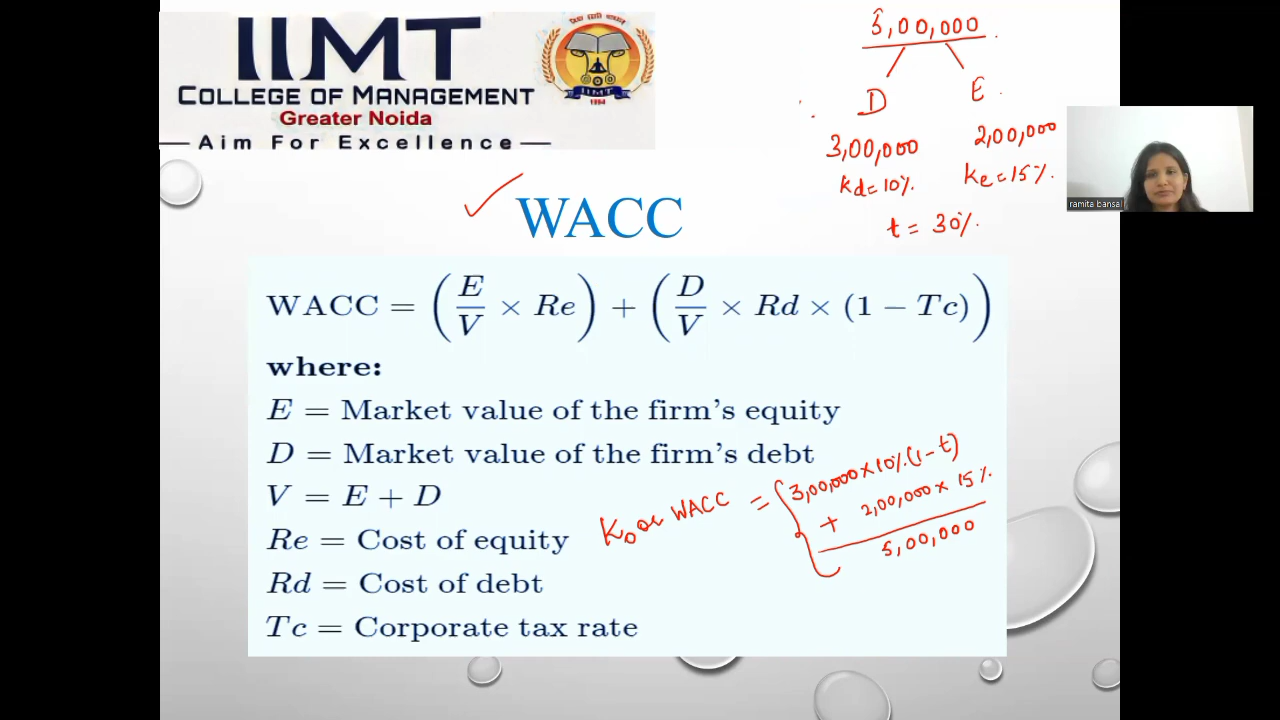 IIMT
COLLEGE OF MANAGEMENT
Greater Noida
Aim For Excellence
IIMT
1994
5,00,000
D E
3,00,000 2,00,000
Kd = 10% Ke = 15%
t = 30%
ramita bansal
WACC
WACC = (E/V × Re) + (D/V × Rd × (1 − Tc))
where:
E = Market value of the firm's equity
D = Market value of the firm's debt
V = E + D
Re = Cost of equity
Rd = Cost of debt
Tc = Corporate tax rate
Ko or WACC = { 3,00,000 × 10% (1 - t)
+ 2,00,000 × 15%
5,00,000